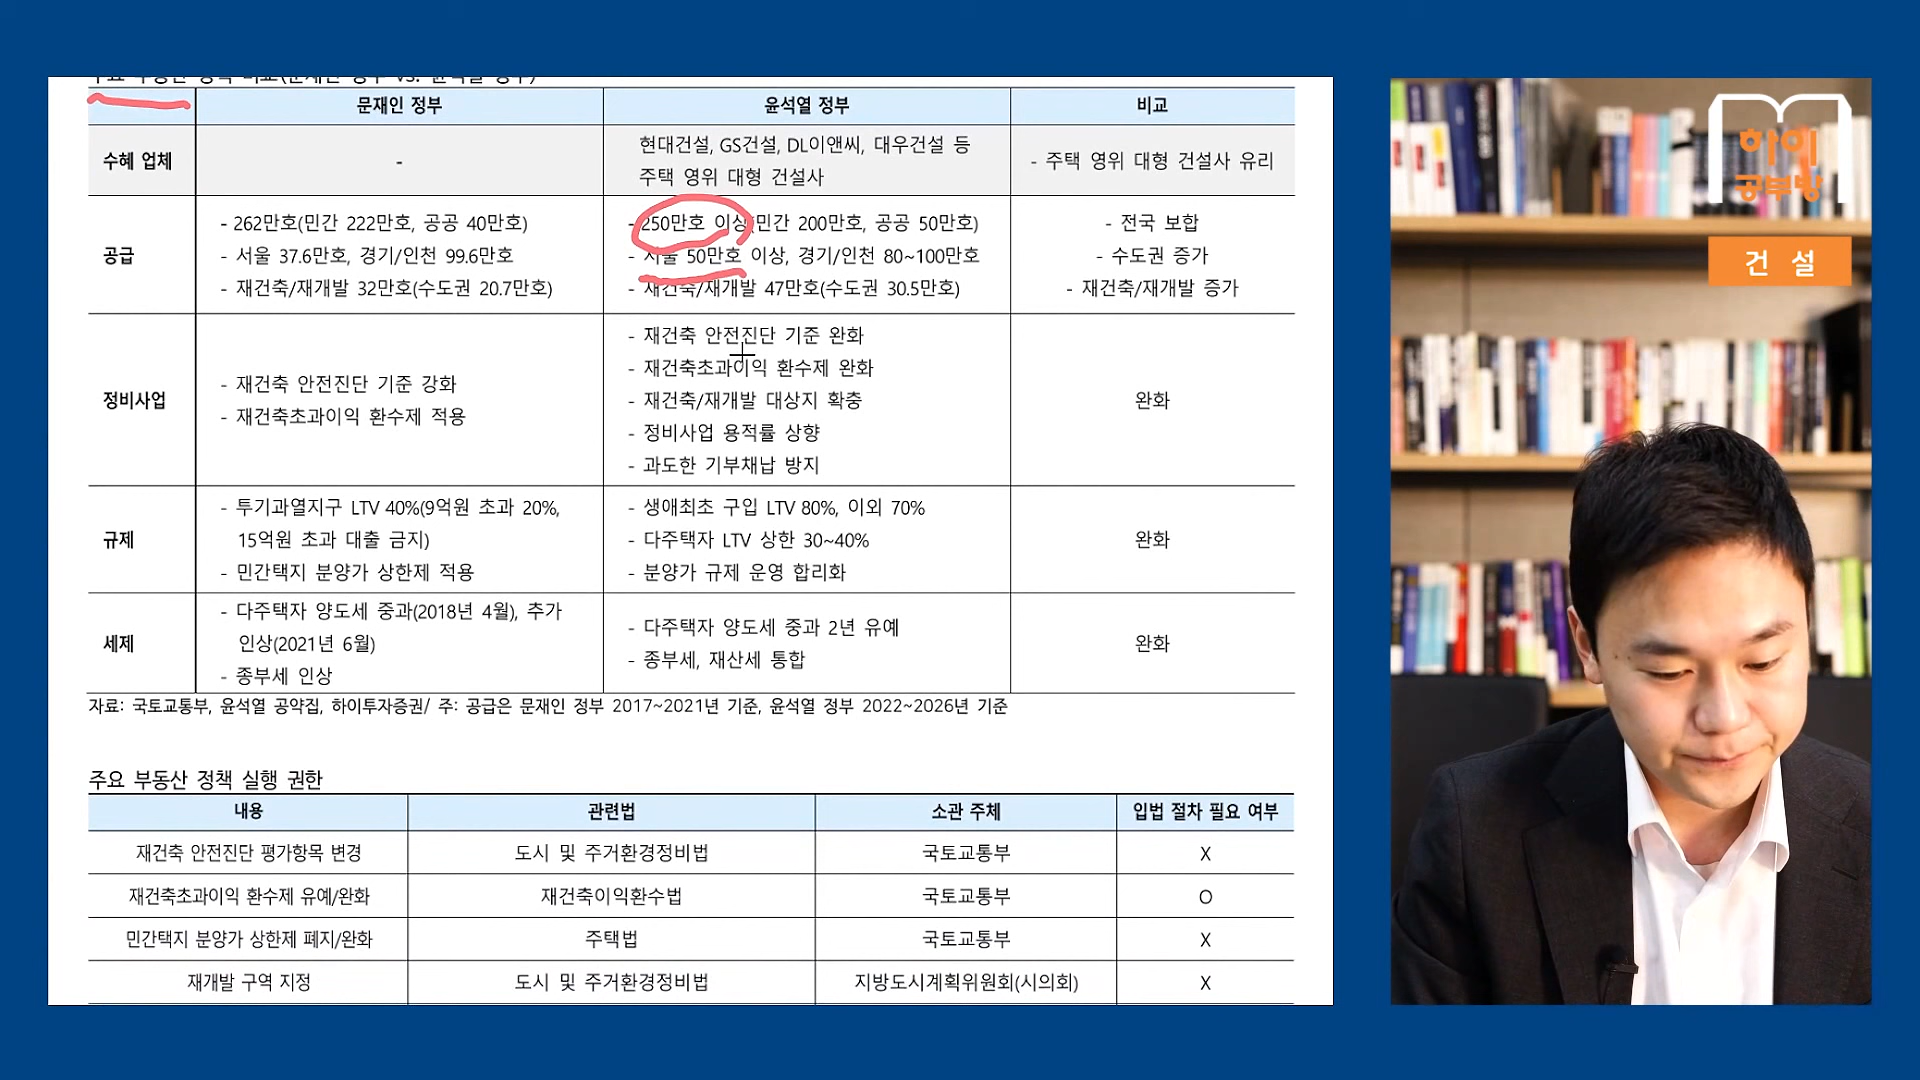 주요 부동산 정책 비교(문재인 정부 vs. 윤석열 정부)
문재인 정부
윤석열 정부
비교
수혜 업체
-
현대건설, GS건설, DL이앤씨, 대우건설 등
주택 영위 대형 건설사
- 주택 영위 대형 건설사 유리
공급
- 262만호(민간 222만호, 공공 40만호)
- 서울 37.6만호, 경기/인천 99.6만호
- 재건축/재개발 32만호(수도권 20.7만호)
- 250만호 이상(민간 200만호, 공공 50만호)
- 서울 50만호 이상, 경기/인천 80~100만호
- 재건축/재개발 47만호(수도권 30.5만호)
- 전국 보합
- 수도권 증가
- 재건축/재개발 증가
정비사업
- 재건축 안전진단 기준 강화
- 재건축초과이익 환수제 적용
- 재건축 안전진단 기준 완화
- 재건축초과이익 환수제 완화
- 재건축/재개발 대상지 확충
- 정비사업 용적률 상향
- 과도한 기부채납 방지
완화
규제
- 투기과열지구 LTV 40%(9억원 초과 20%,
15억원 초과 대출 금지)
- 민간택지 분양가 상한제 적용
- 생애최초 구입 LTV 80%, 이외 70%
- 다주택자 LTV 상한 30~40%
- 분양가 규제 운영 합리화
완화
세제
- 다주택자 양도세 중과(2018년 4월), 추가
인상(2021년 6월)
- 종부세 인상
- 다주택자 양도세 중과 2년 유예
- 종부세, 재산세 통합
완화
자료: 국토교통부, 윤석열 공약집, 하이투자증권/ 주: 공급은 문재인 정부 2017~2021년 기준, 윤석열 정부 2022~2026년 기준
주요 부동산 정책 실행 권한
내용
관련법
소관 주체
입법 절차 필요 여부
재건축 안전진단 평가항목 변경
도시 및 주거환경정비법
국토교통부
X
재건축초과이익 환수제 유예/완화
재건축이익환수법
국토교통부
O
민간택지 분양가 상한제 폐지/완화
주택법
국토교통부
X
재개발 구역 지정
도시 및 주거환경정비법
지방도시계획위원회(시의회)
X
하이
공부방
건 설